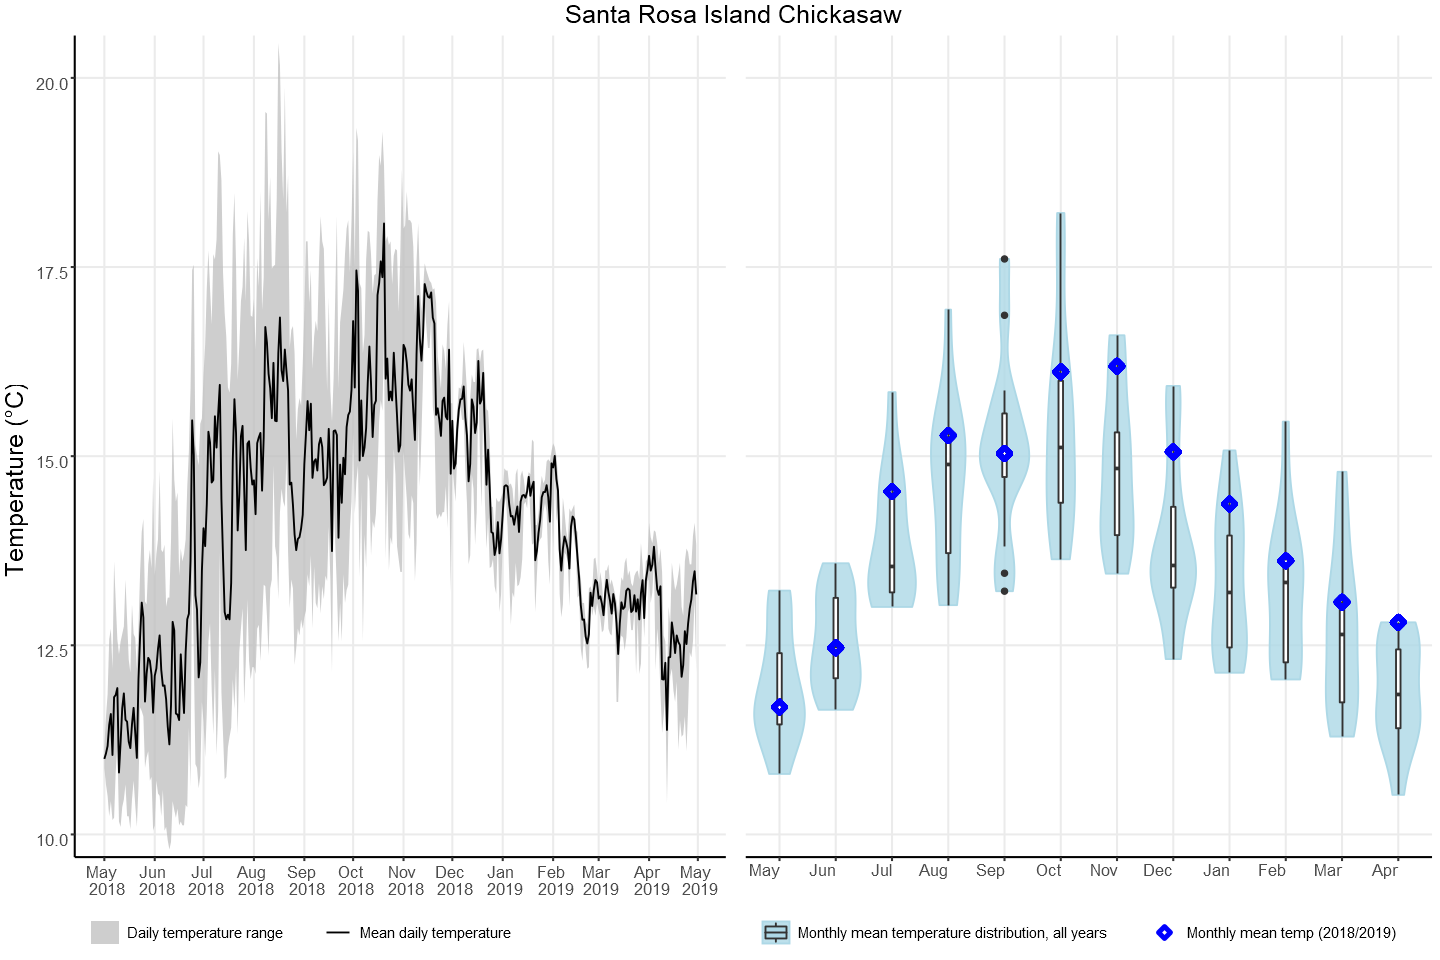 Santa Rosa Island Chickasaw
Temperature (°C)
20.0
17.5
15.0
12.5
10.0
May Jun Jul Aug Sep Oct Nov Dec Jan Feb Mar Apr May
2018 2018 2018 2018 2018 2018 2018 2018 2019 2019 2019 2019 2019
May Jun Jul Aug Sep Oct Nov Dec Jan Feb Mar Apr
Daily temperature range Mean daily temperature
Monthly mean temperature distribution, all years Monthly mean temp (2018/2019)